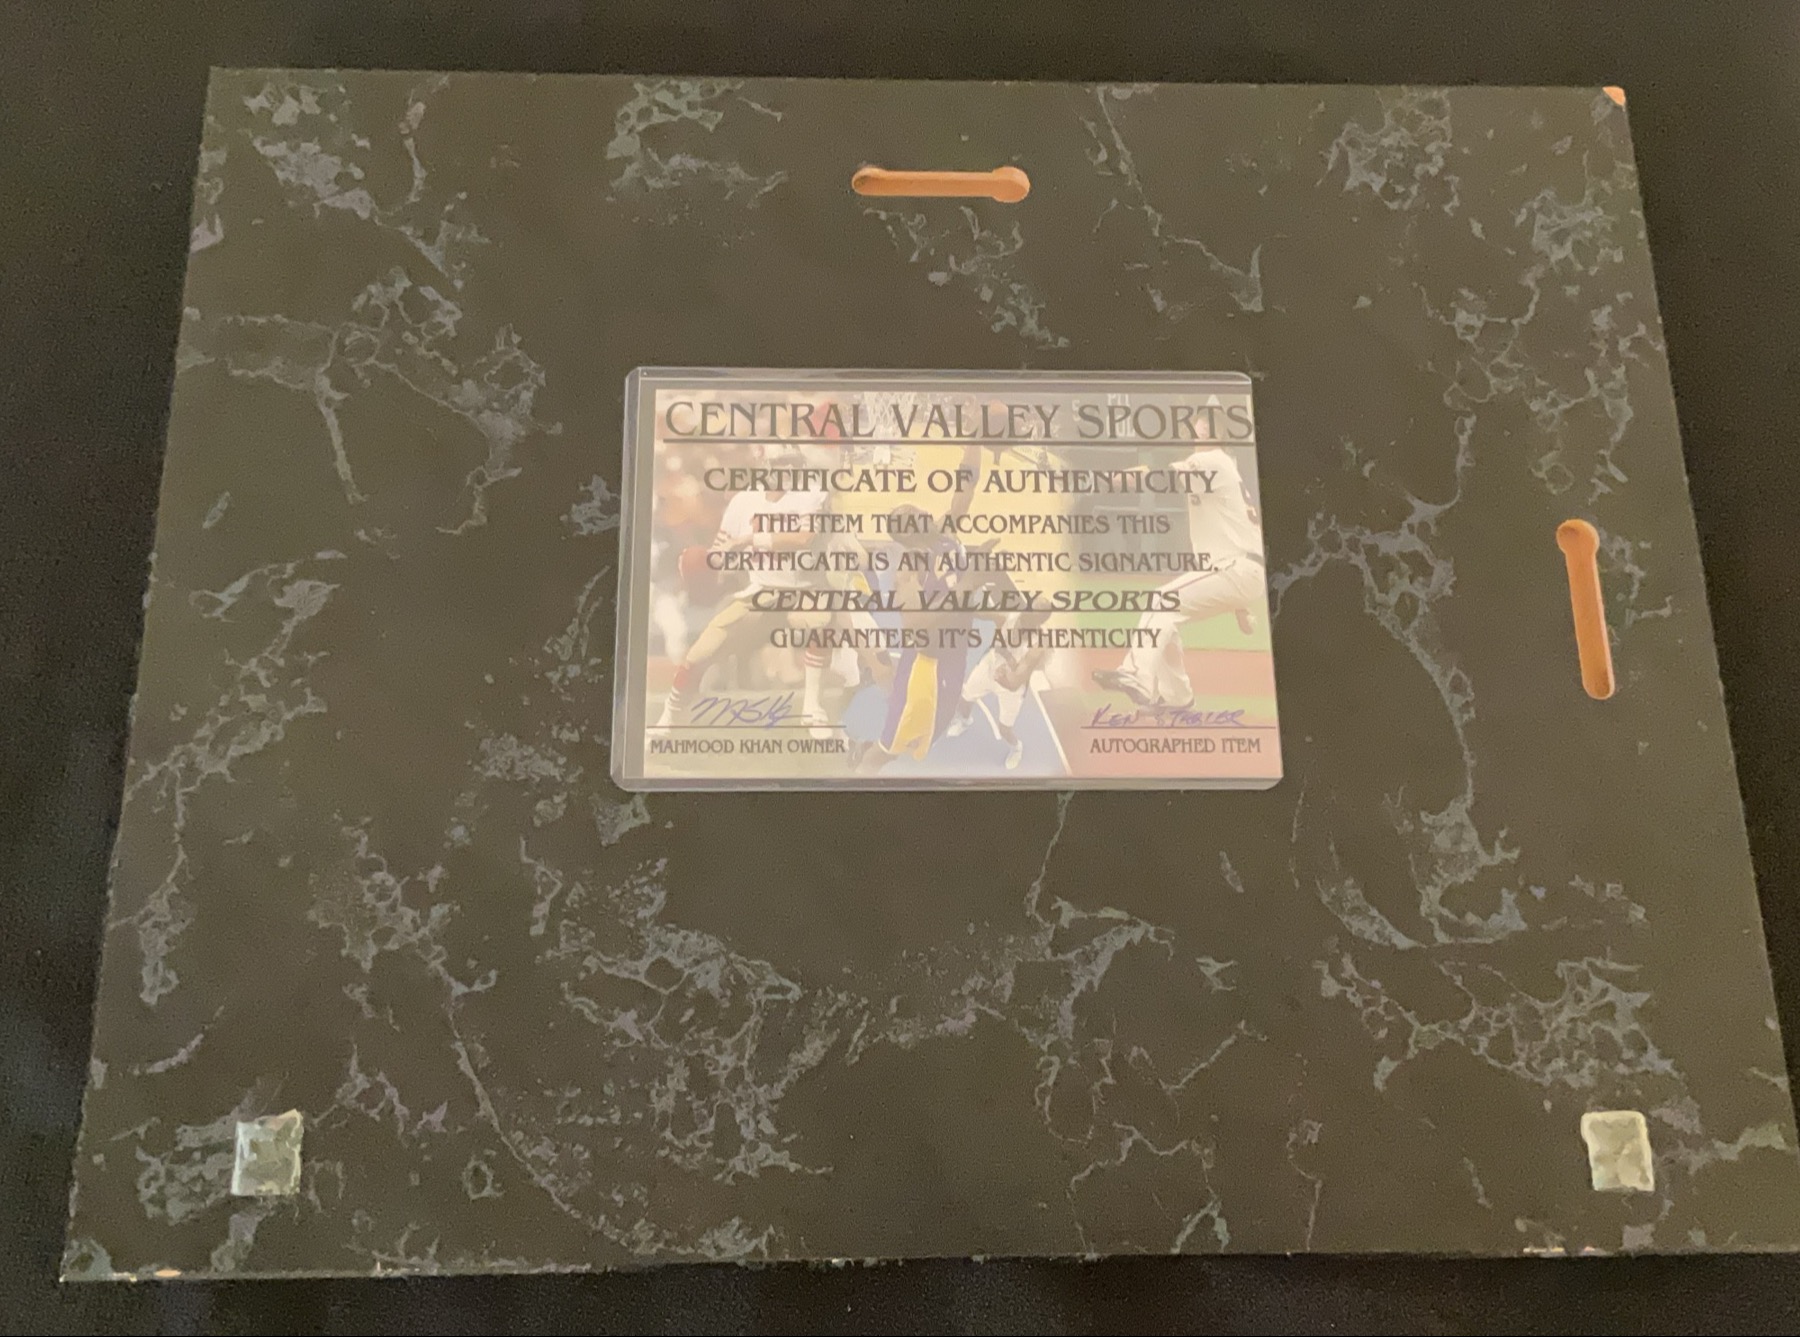 CENTRAL VALLEY SPORTS
CERTIFICATE OF AUTHENTICITY
THE ITEM THAT ACCOMPANIES THIS
CERTIFICATE IS AN AUTHENTIC SIGNATURE.
CENTRAL VALLEY SPORTS
GUARANTEES IT'S AUTHENTICITY
KEN
MAHMOOD KHAN OWNER
AUTOGRAPHED ITEM